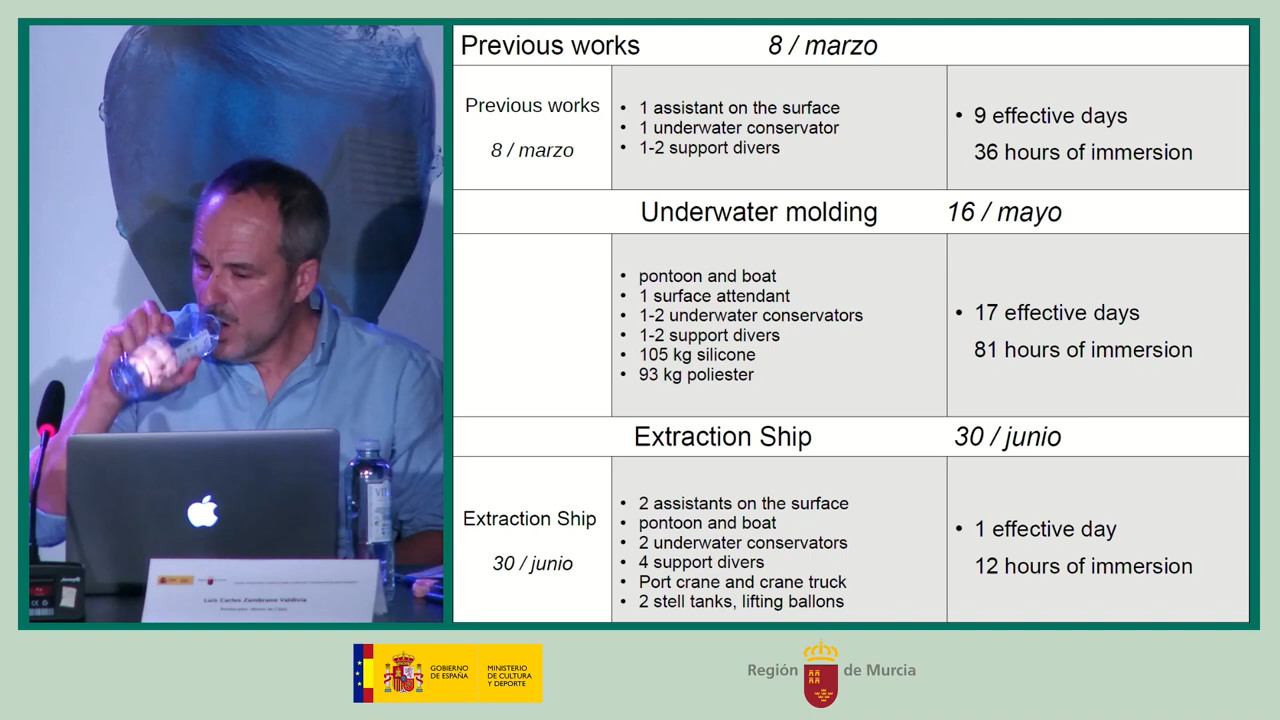 Previous works 8 / marzo
Previous works
8 / marzo
• 1 assistant on the surface
• 1 underwater conservator
• 1-2 support divers
• 9 effective days
36 hours of immersion
Underwater molding 16 / mayo
• pontoon and boat
• 1 surface attendant
• 1-2 underwater conservators
• 1-2 support divers
• 105 kg silicone
• 93 kg poliester
• 17 effective days
81 hours of immersion
Extraction Ship 30 / junio
Extraction Ship
30 / junio
• 2 assistants on the surface
• pontoon and boat
• 2 underwater conservators
• 4 support divers
• Port crane and crane truck
• 2 stell tanks, lifting ballons
• 1 effective day
12 hours of immersion
Luis Carlos Zambrano Valdivia
GOBIERNO
DE ESPAÑA
MINISTERIO
DE CULTURA
Y DEPORTE
Región de Murcia